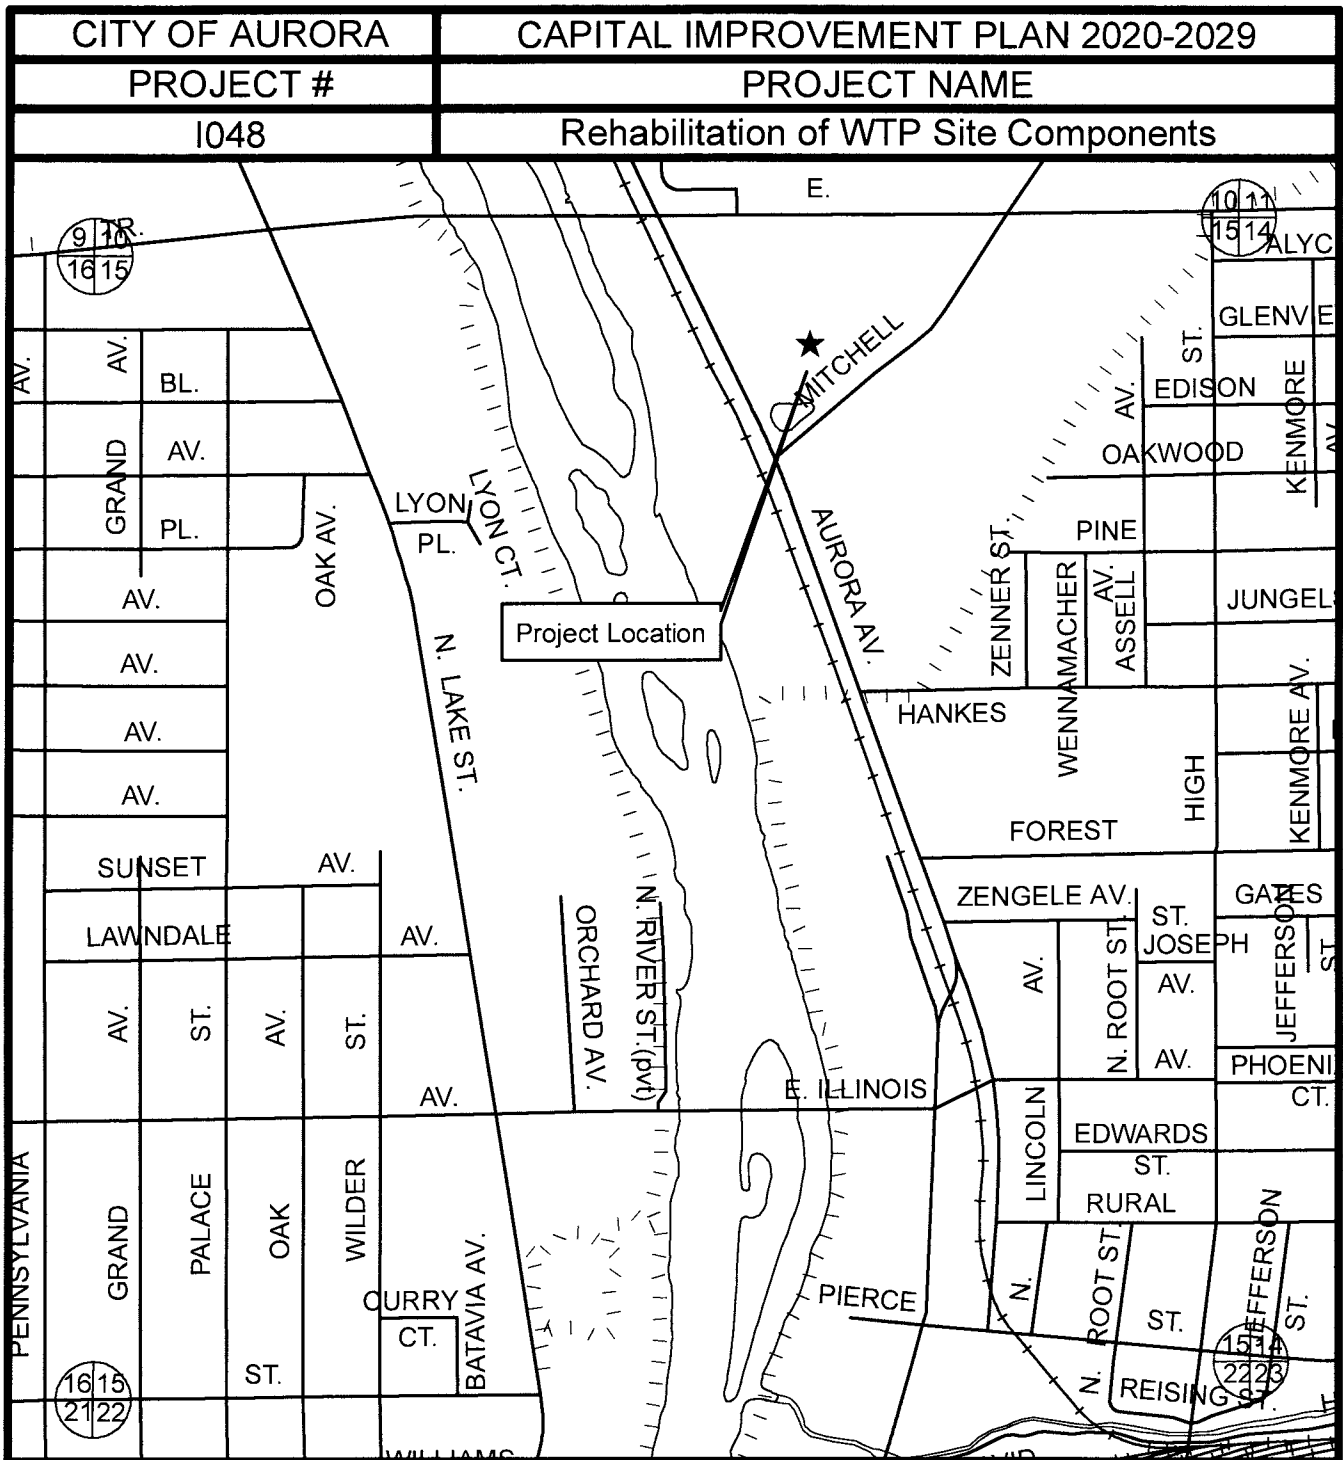 CITY OF AURORA
CAPITAL IMPROVEMENT PLAN 2020-2029
PROJECT #
PROJECT NAME
I048
Rehabilitation of WTP Site Components
E.
10 11
15 14
9 10
16 15
TR.
ALYC
GLENVIE
ST.
MITCHELL
AV.
AV.
BL.
AV.
EDISON
KENMORE
AV.
AV.
OAKWOOD
GRAND
LYON
PL.
LYON CT.
PL.
OAK AV.
AURORA AV.
PINE
ZENNER ST.
WENNAMACHER
AV.
ASSELL
JUNGELS
AV.
Project Location
AV.
N. LAKE ST.
HANKES
KENMORE AV.
AV.
HIGH
AV.
FOREST
SUNSET
AV.
ZENGELE AV.
GATES
LAWNDALE
AV.
ORCHARD AV.
N. RIVER ST.(pvt)
ST.
JOSEPH
N. ROOT ST.
JEFFERSON
ST.
AV.
AV.
AV.
ST.
AV.
ST.
AV.
PHOENI
CT.
AV.
E. ILLINOIS
LINCOLN
EDWARDS
ST.
RURAL
PENNSYLVANIA
GRAND
PALACE
OAK
WILDER
BATAVIA AV.
CURRY
CT.
PIERCE
N.
ROOT ST.
N.
ST.
JEFFERSON
ST.
15 14
22 23
ST.
16 15
21 22
REISING ST.
WILLIAMS